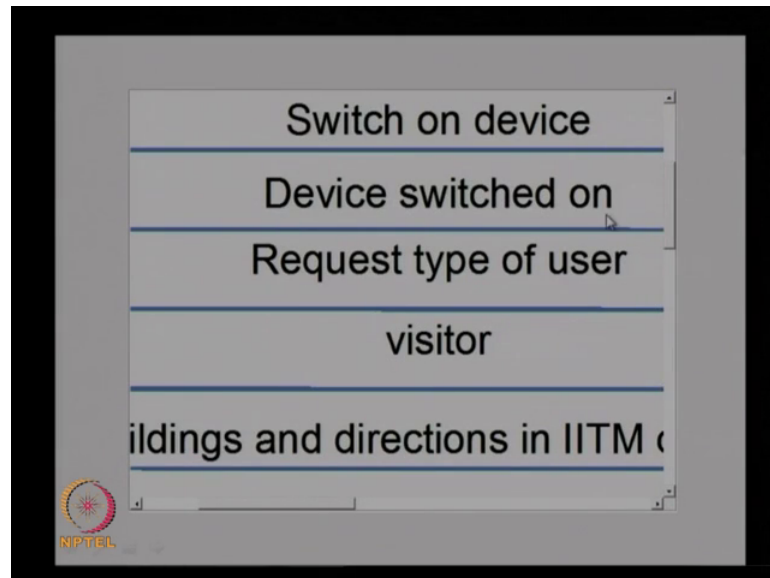 Switch on device
Device switched on
Request type of user
visitor
ildings and directions in IITM
NPTEL